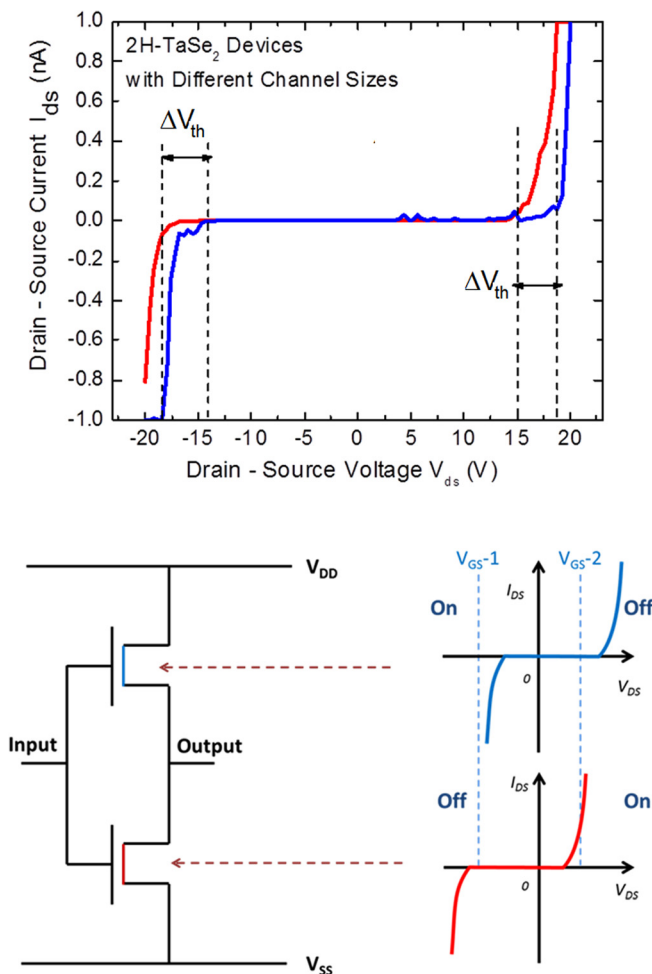 2H-TaSe₂ Devices
with Different Channel Sizes
ΔV_th
ΔV_th
Drain - Source Current I_ds (nA)
1.0
0.8
0.6
0.4
0.2
0.0
-0.2
-0.4
-0.6
-0.8
-1.0
-20 -15 -10 -5 0 5 10 15 20
Drain - Source Voltage V_ds (V)
V_DD
Input
Output
V_SS
V_GS-1 V_GS-2
On I_DS Off
0 V_DS
Off I_DS On
0 V_DS